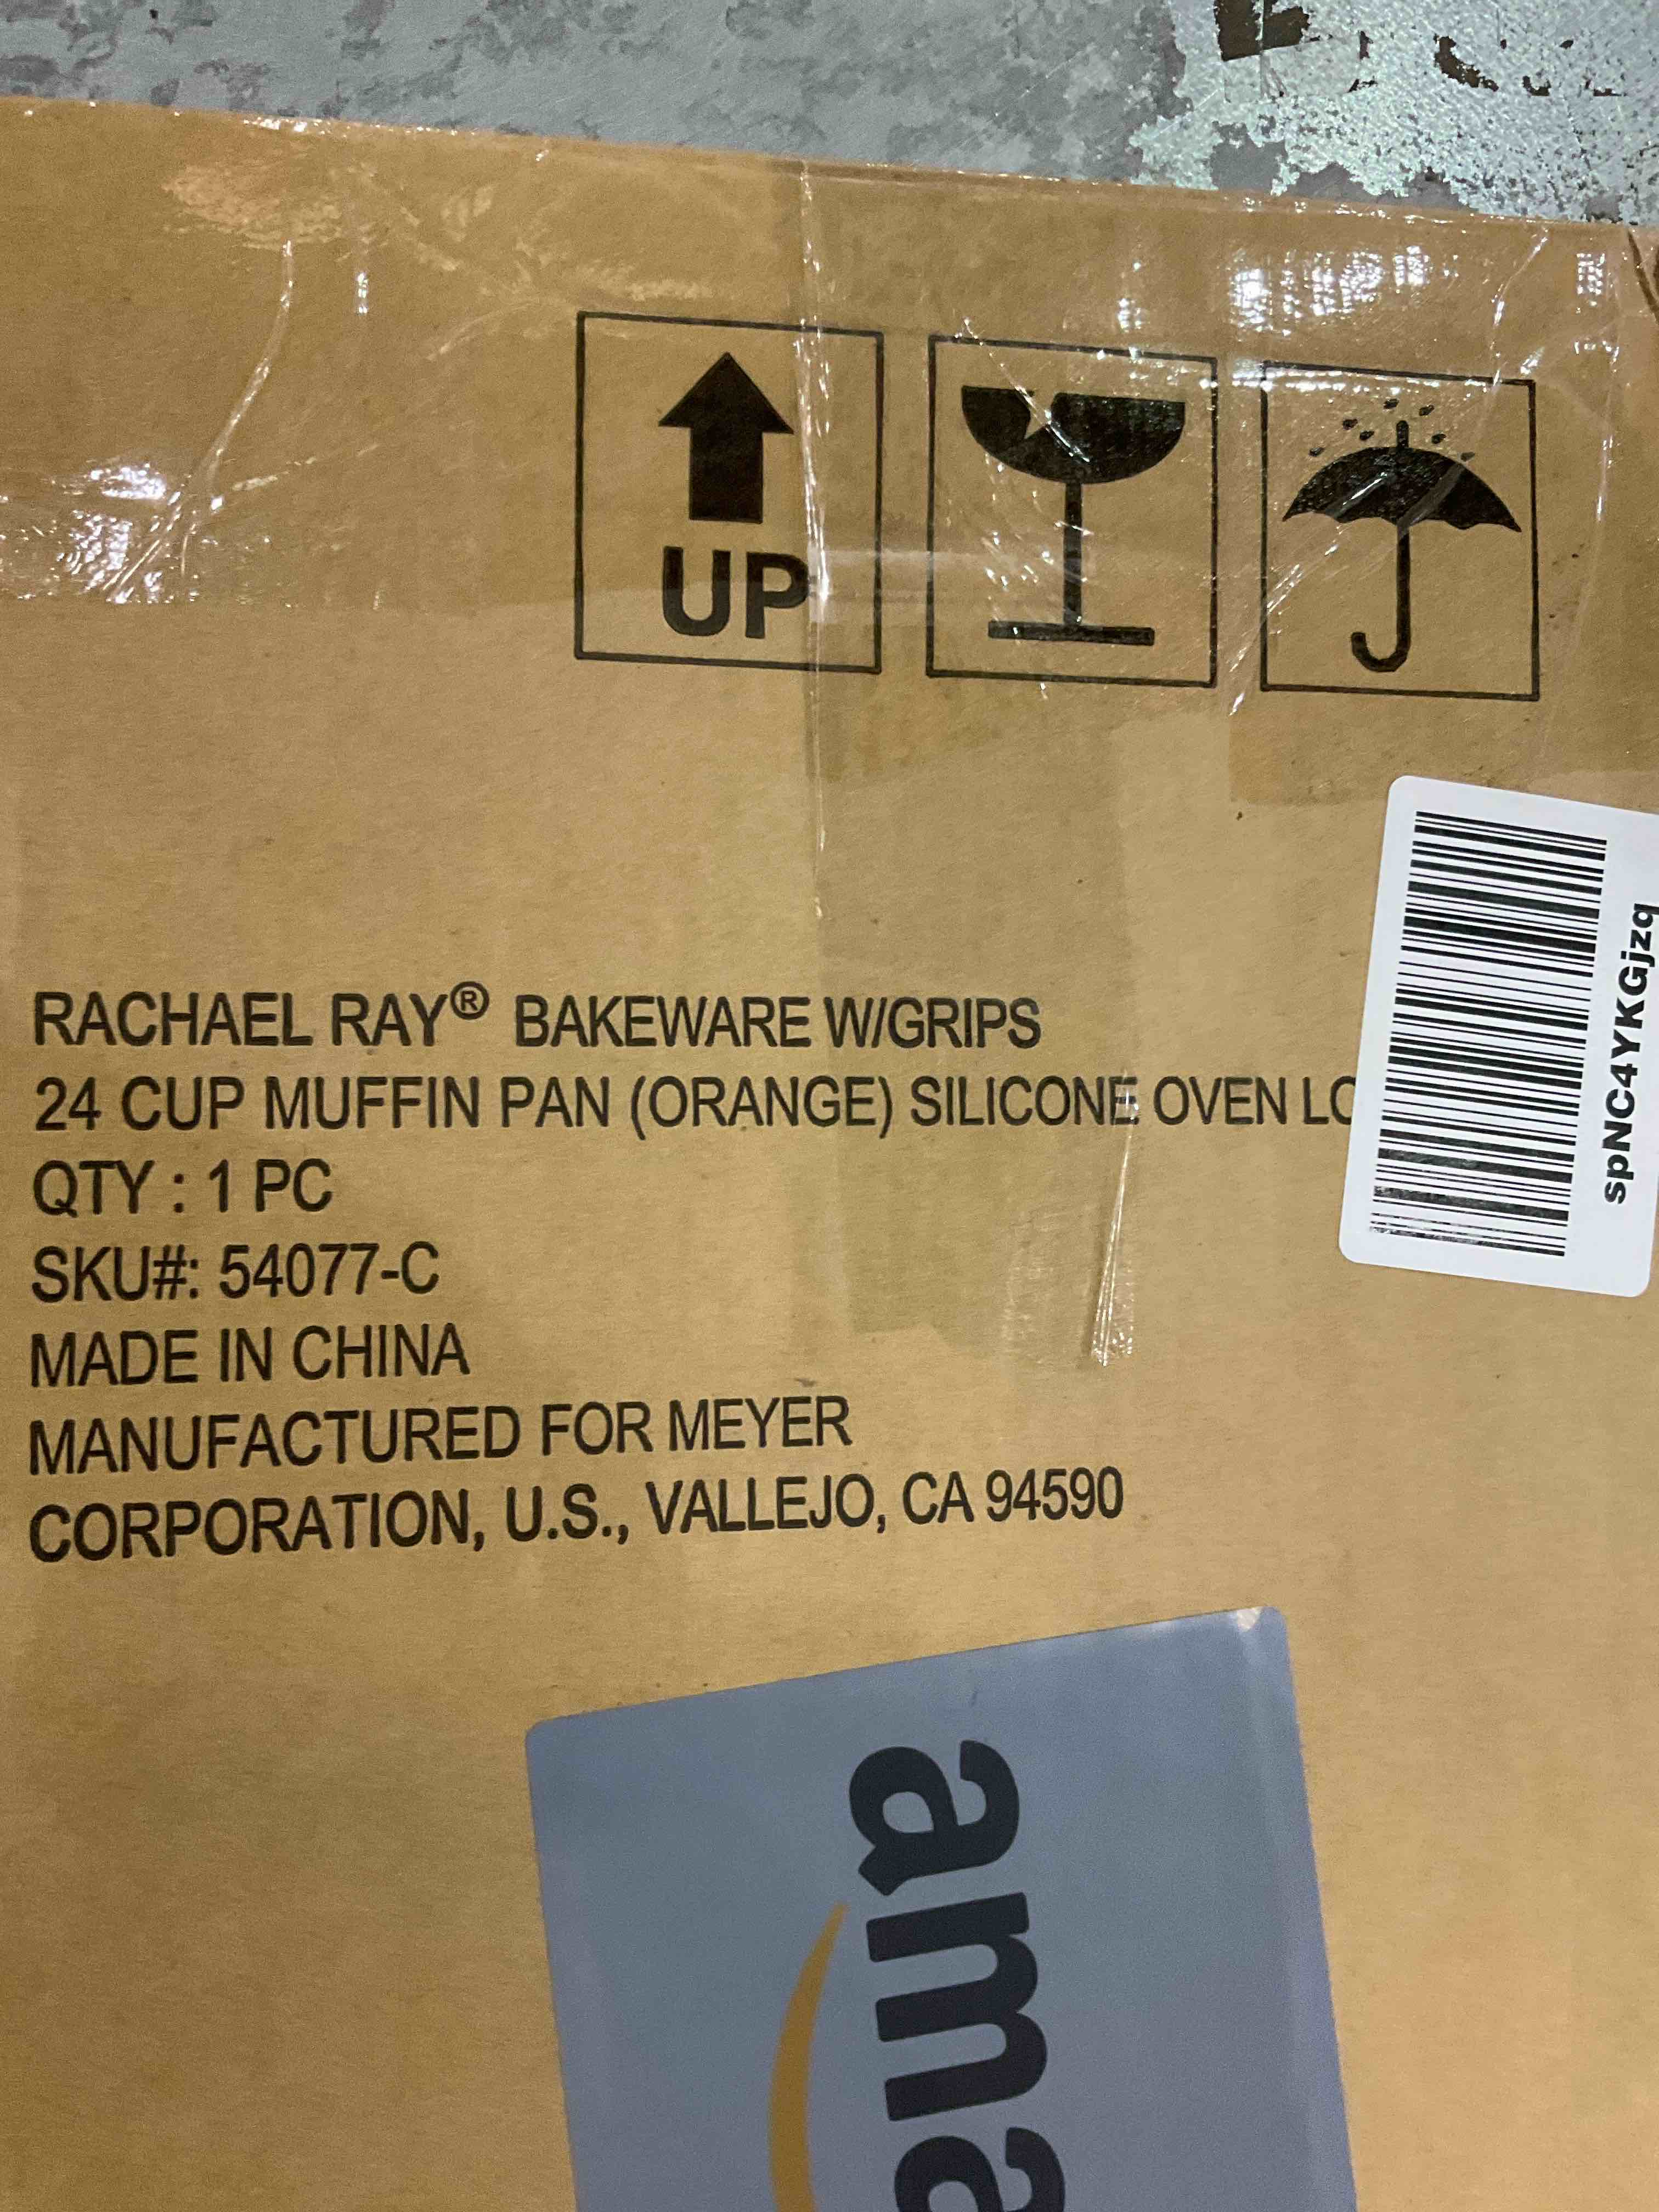 UP
RACHAEL RAY® BAKEWARE W/GRIPS
24 CUP MUFFIN PAN (ORANGE) SILICONE OVEN
QTY : 1 PC
SKU#: 54077-C
MADE IN CHINA
MANUFACTURED FOR MEYER
CORPORATION, U.S., VALLEJO, CA 94590
spNC4YKGjzq
ama